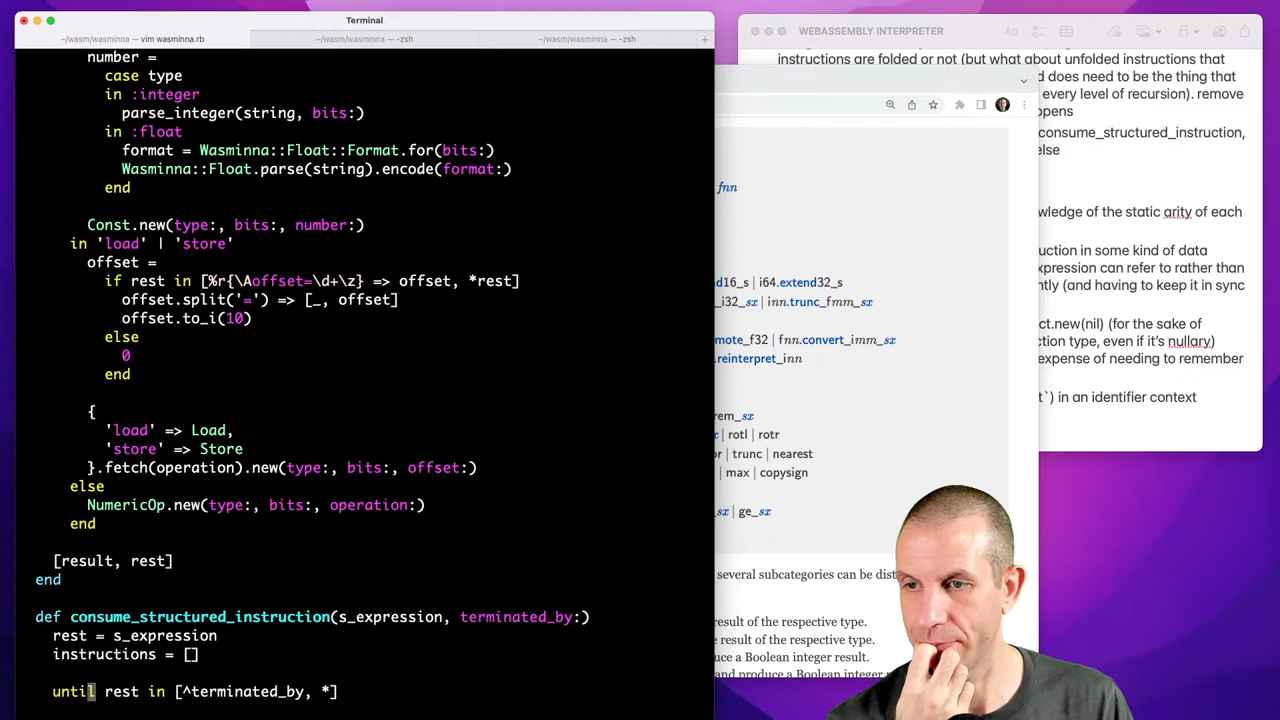 Terminal
~/wasm/wasminna — vim wasminna.rb
~/wasm/wasminna — -zsh
~/wasm/wasminna — -zsh
number =
case type
in :integer
parse_integer(string, bits:)
in :float
format = Wasminna::Float::Format.for(bits:)
Wasminna::Float.parse(string).encode(format:)
end
Const.new(type:, bits:, number:)
in 'load' | 'store'
offset =
if rest in [%r{\Aoffset=\d+\z} => offset, *rest]
offset.split('=') => [_, offset]
offset.to_i(10)
else
0
end
{
'load' => Load,
'store' => Store
}.fetch(operation).new(type:, bits:, offset:)
else
NumericOp.new(type:, bits:, operation:)
end
[result, rest]
end
def consume_structured_instruction(s_expression, terminated_by:)
rest = s_expression
instructions = []
until rest in [^terminated_by, *]
WEBASSEMBLY INTERPRETER
instructions are folded or not (but what about unfolded instructions that
d does need to be the thing that
every level of recursion). remove
opens
consume_structured_instruction,
else
wledge of the static arity of each
uction in some kind of data
expression can refer to rather than
ntly (and having to keep it in sync
ct.new(nil) (for the sake of
ction type, even if it's nullary)
expense of needing to remember
t`) in an identifier context
fnn
d16_s | i64.extend32_s
_i32_sx | inn.trunc_fmm_sx
mote_f32 | fnn.convert_imm_sx
.reinterpret_inn
rem_sx
x | rotl | rotr
or | trunc | nearest
| max | copysign
_sx | ge_sx
several subcategories can be dist
result of the respective type.
e result of the respective type.
uce a Boolean integer result.
and produce a Boolean integer r